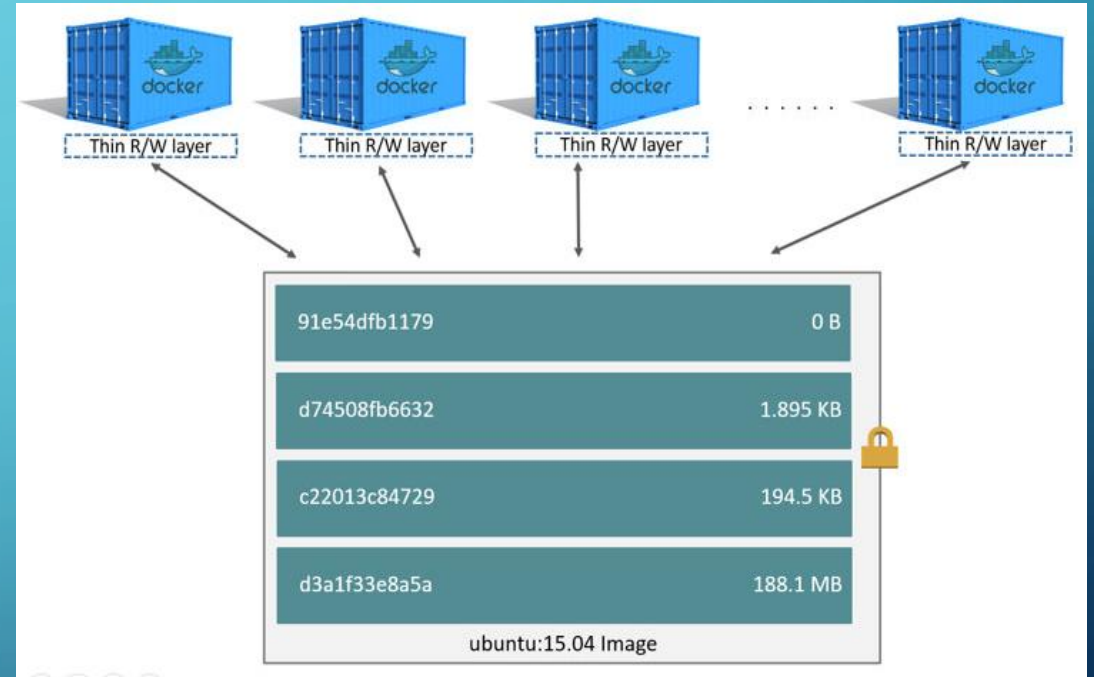 docker docker docker docker
......
Thin R/W layer Thin R/W layer Thin R/W layer Thin R/W layer
91e54dfb1179 0 B
d74508fb6632 1.895 KB
c22013c84729 194.5 KB
d3a1f33e8a5a 188.1 MB
ubuntu:15.04 Image